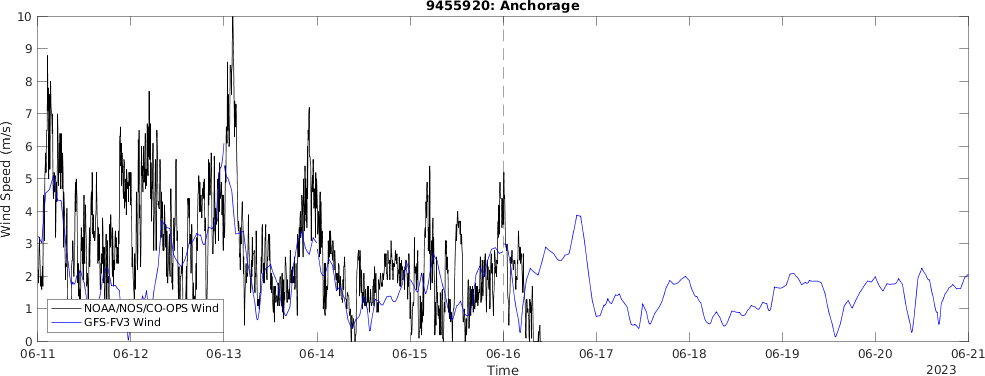 9455920: Anchorage
10
9
8
7
6
5
4
3
2
1
0
Wind Speed (m/s)
NOAA/NOS/CO-OPS Wind
GFS-FV3 Wind
06-11 06-12 06-13 06-14 06-15 06-16 06-17 06-18 06-19 06-20 06-21
Time
2023